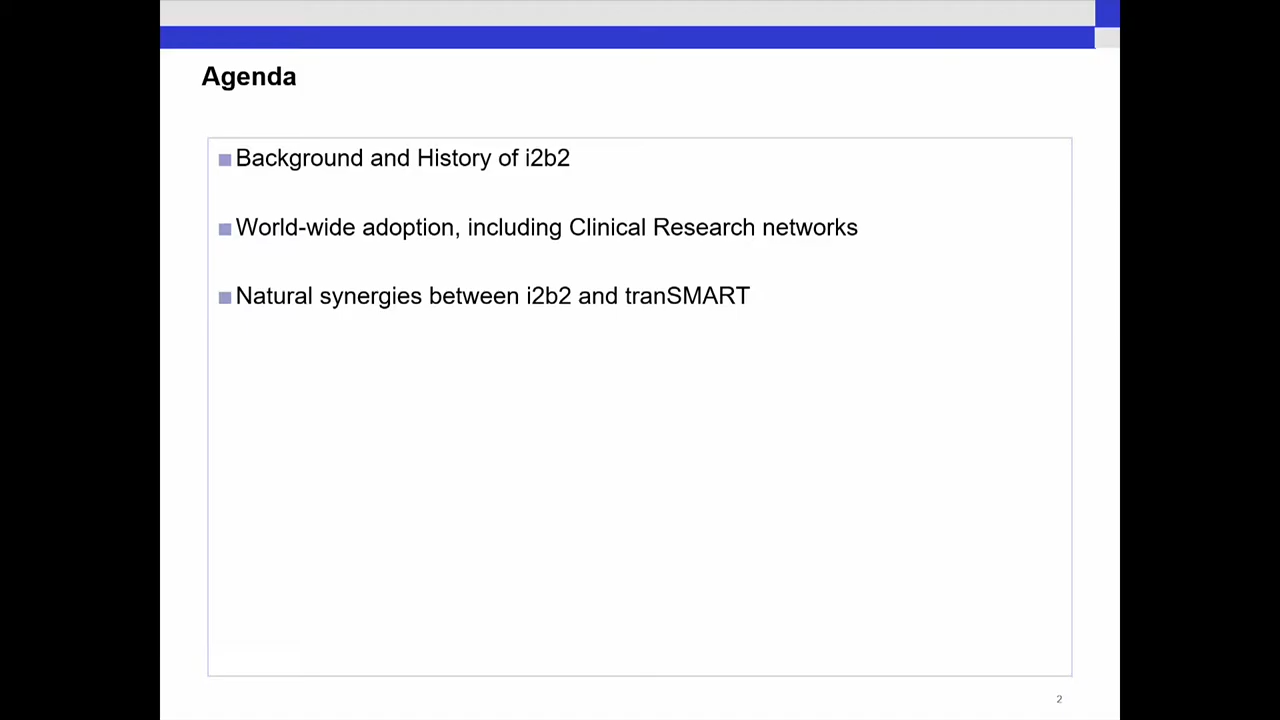 Agenda
Background and History of i2b2
World-wide adoption, including Clinical Research networks
Natural synergies between i2b2 and tranSMART
2